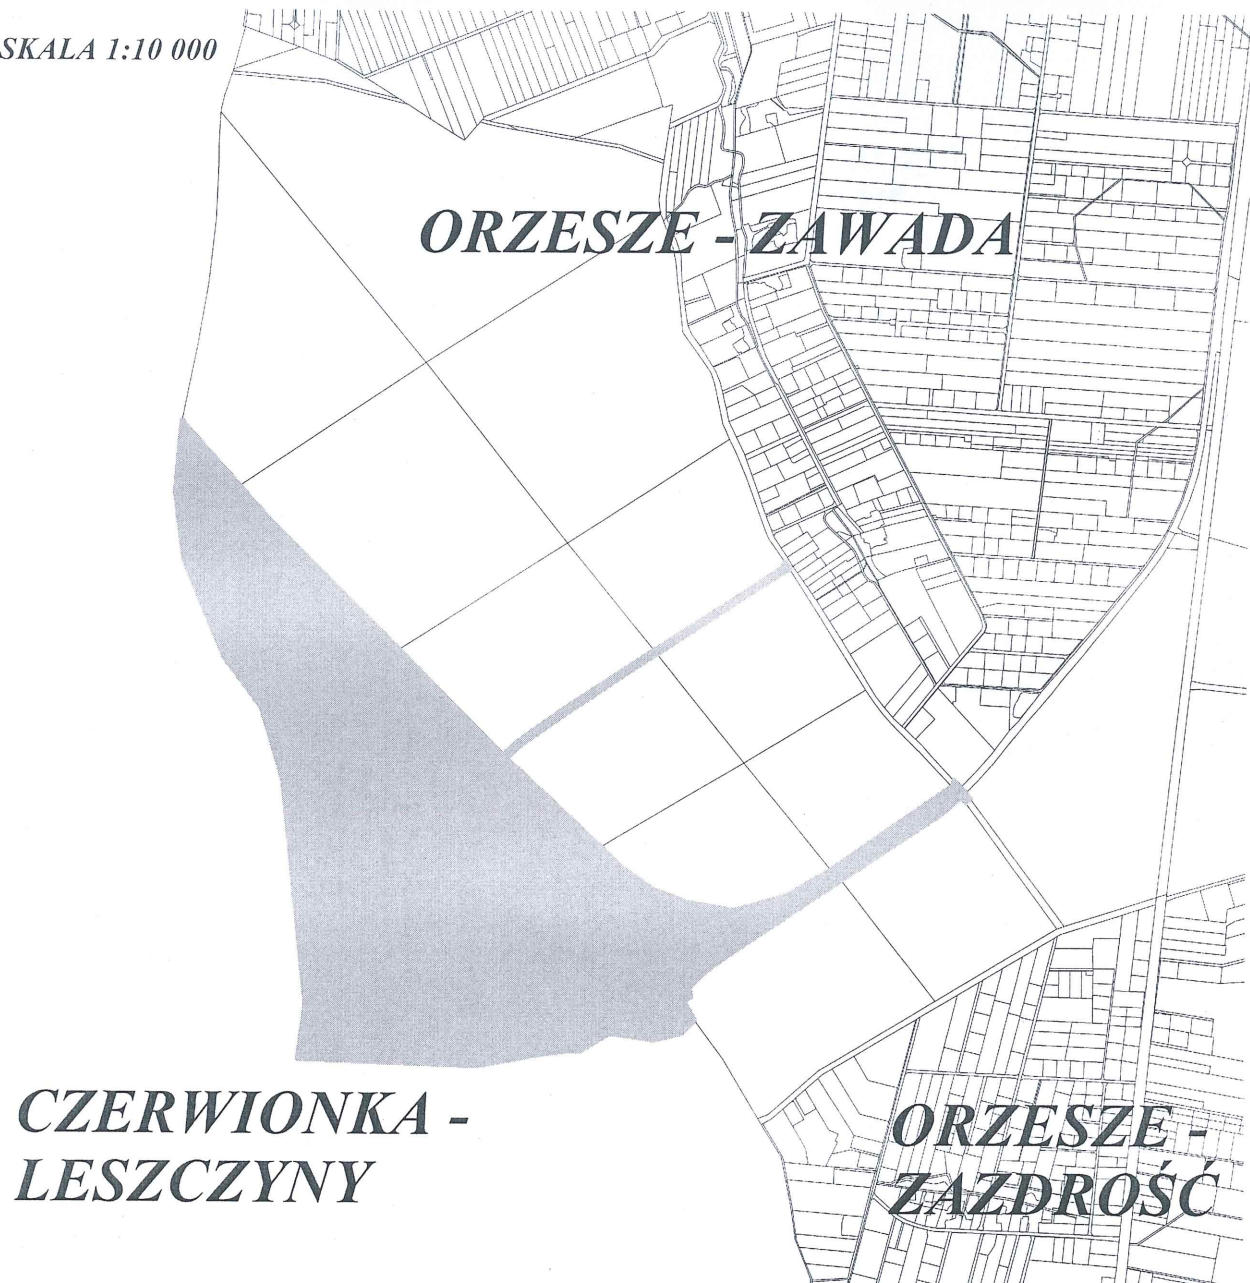 SKALA 1:10 000
ORZESZE - ZAWADA
CZERWIONKA -
LESZCZYNY
ORZESZE -
ZAZDROŚĆ